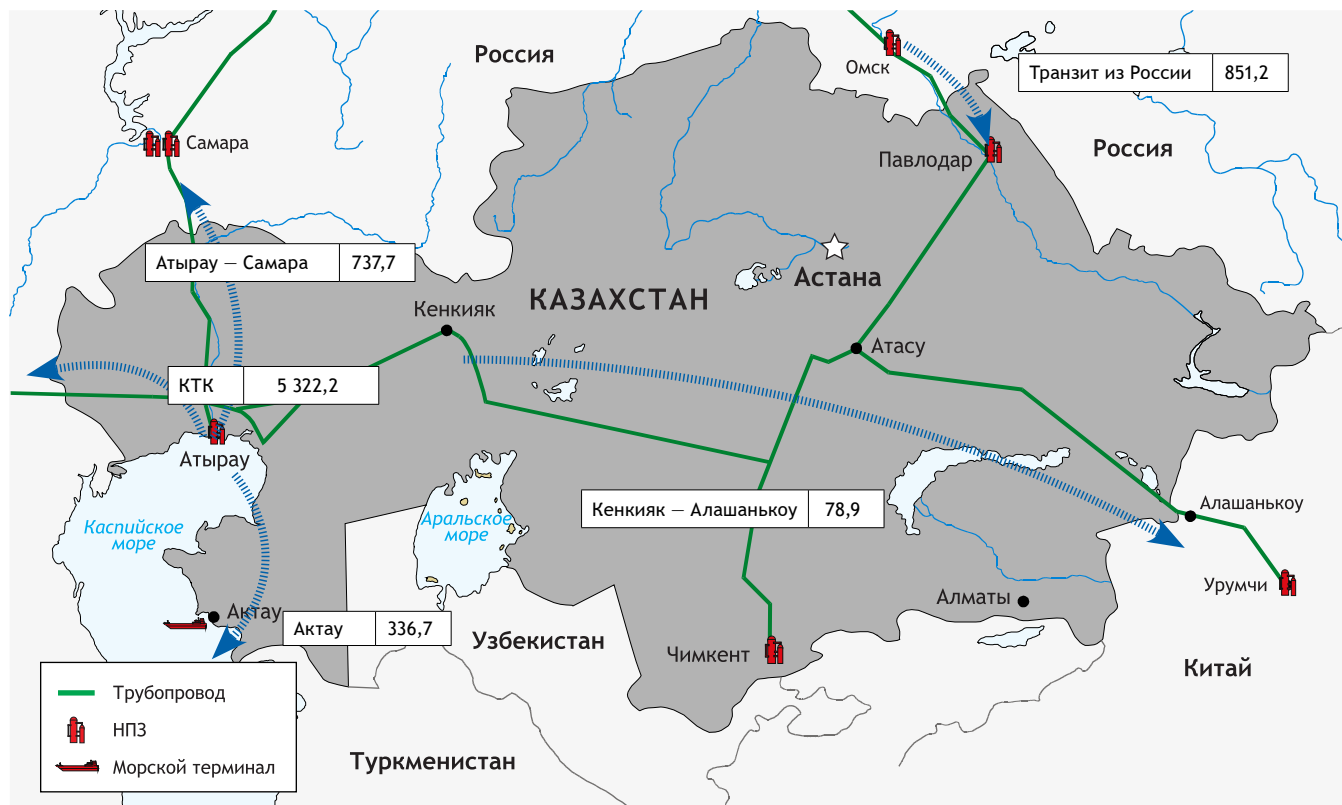 Россия
Омск
Транзит из России 851,2
Самара
Павлодар
Россия
Атырау — Самара 737,7
Астана
КАЗАХСТАН
Кенкияк
Атасу
КТК 5 322,2
Атырау
Каспийское
море
Аральское
море
Кенкияк — Алашанькоу 78,9
Алашанькоу
Урумчи
Алматы
Актау
Актау 336,7
Узбекистан
Чимкент
Китай
Трубопровод
НПЗ
Морской терминал
Туркменистан